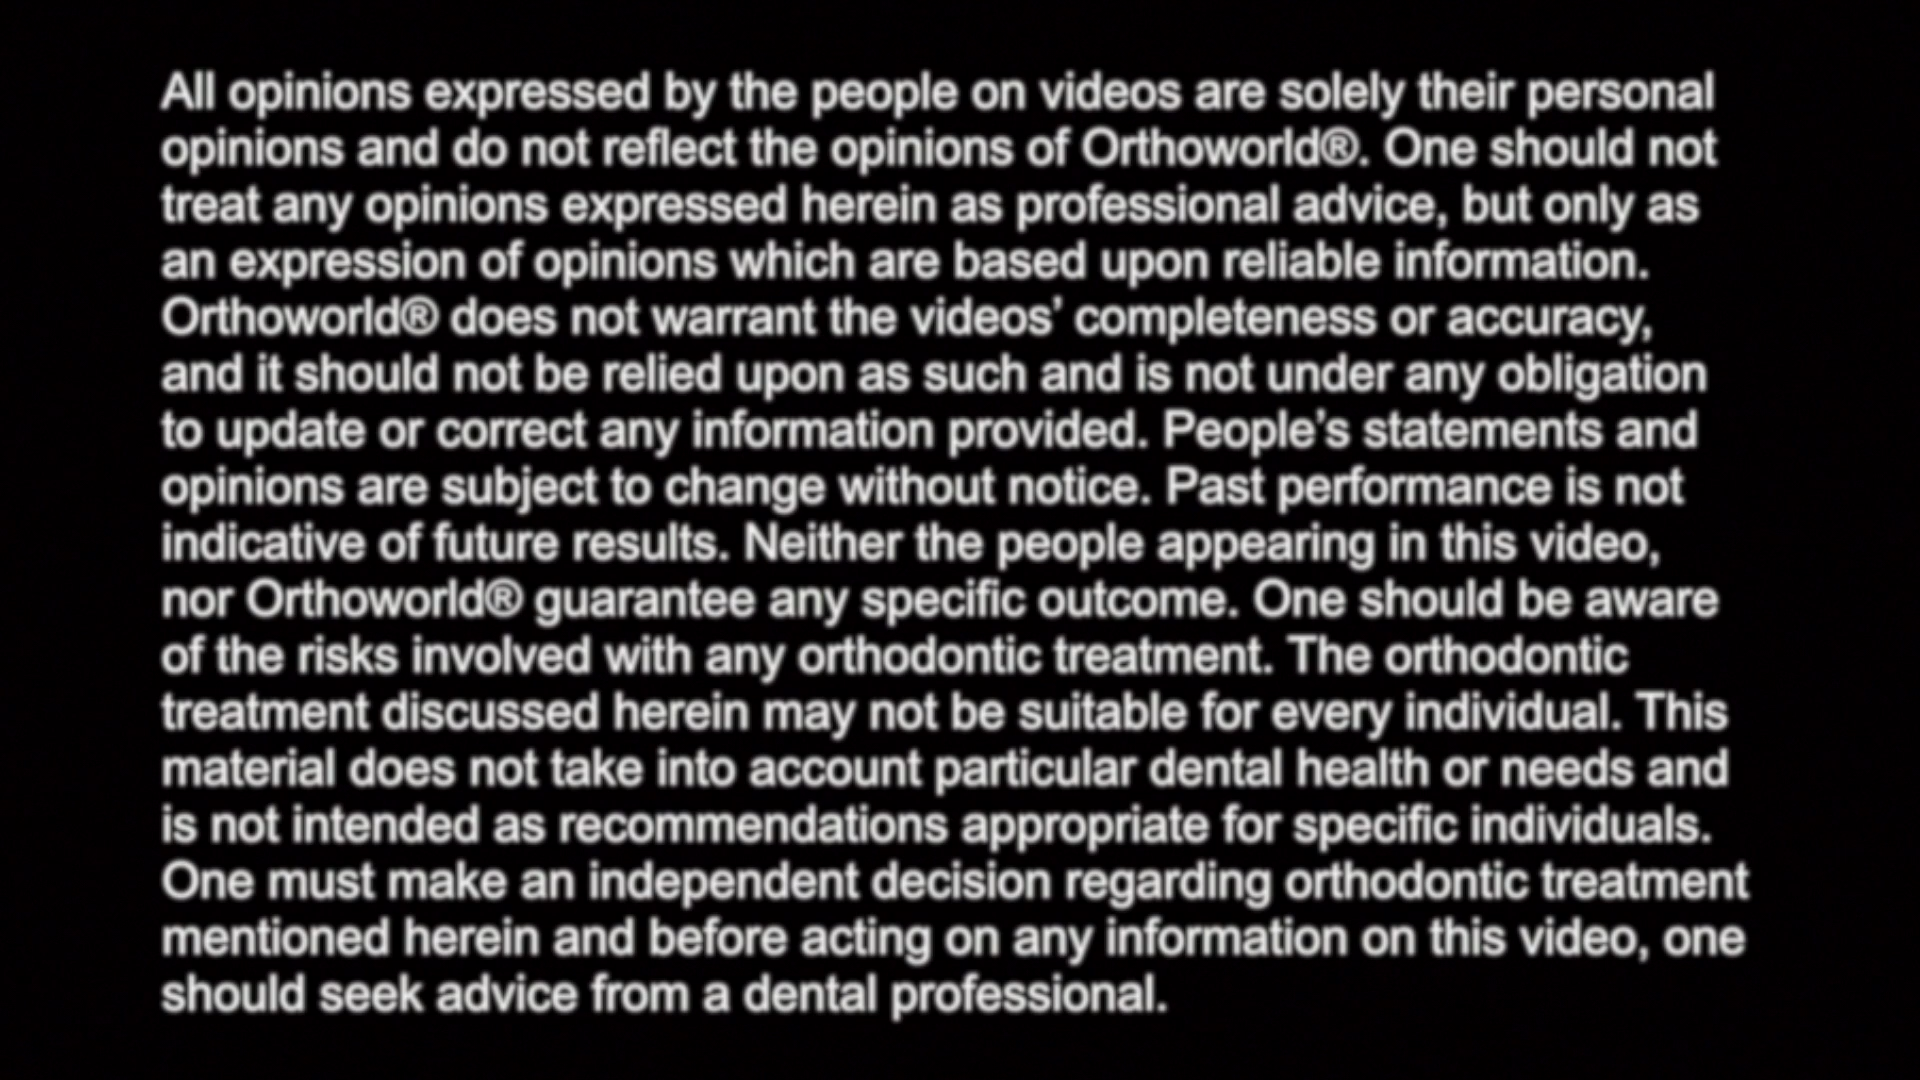 All opinions expressed by the people on videos are solely their personal
opinions and do not reflect the opinions of Orthoworld®. One should not
treat any opinions expressed herein as professional advice, but only as
an expression of opinions which are based upon reliable information.
Orthoworld® does not warrant the videos’ completeness or accuracy,
and it should not be relied upon as such and is not under any obligation
to update or correct any information provided. People’s statements and
opinions are subject to change without notice. Past performance is not
indicative of future results. Neither the people appearing in this video,
nor Orthoworld® guarantee any specific outcome. One should be aware
of the risks involved with any orthodontic treatment. The orthodontic
treatment discussed herein may not be suitable for every individual. This
material does not take into account particular dental health or needs and
is not intended as recommendations appropriate for specific individuals.
One must make an independent decision regarding orthodontic treatment
mentioned herein and before acting on any information on this video, one
should seek advice from a dental professional.